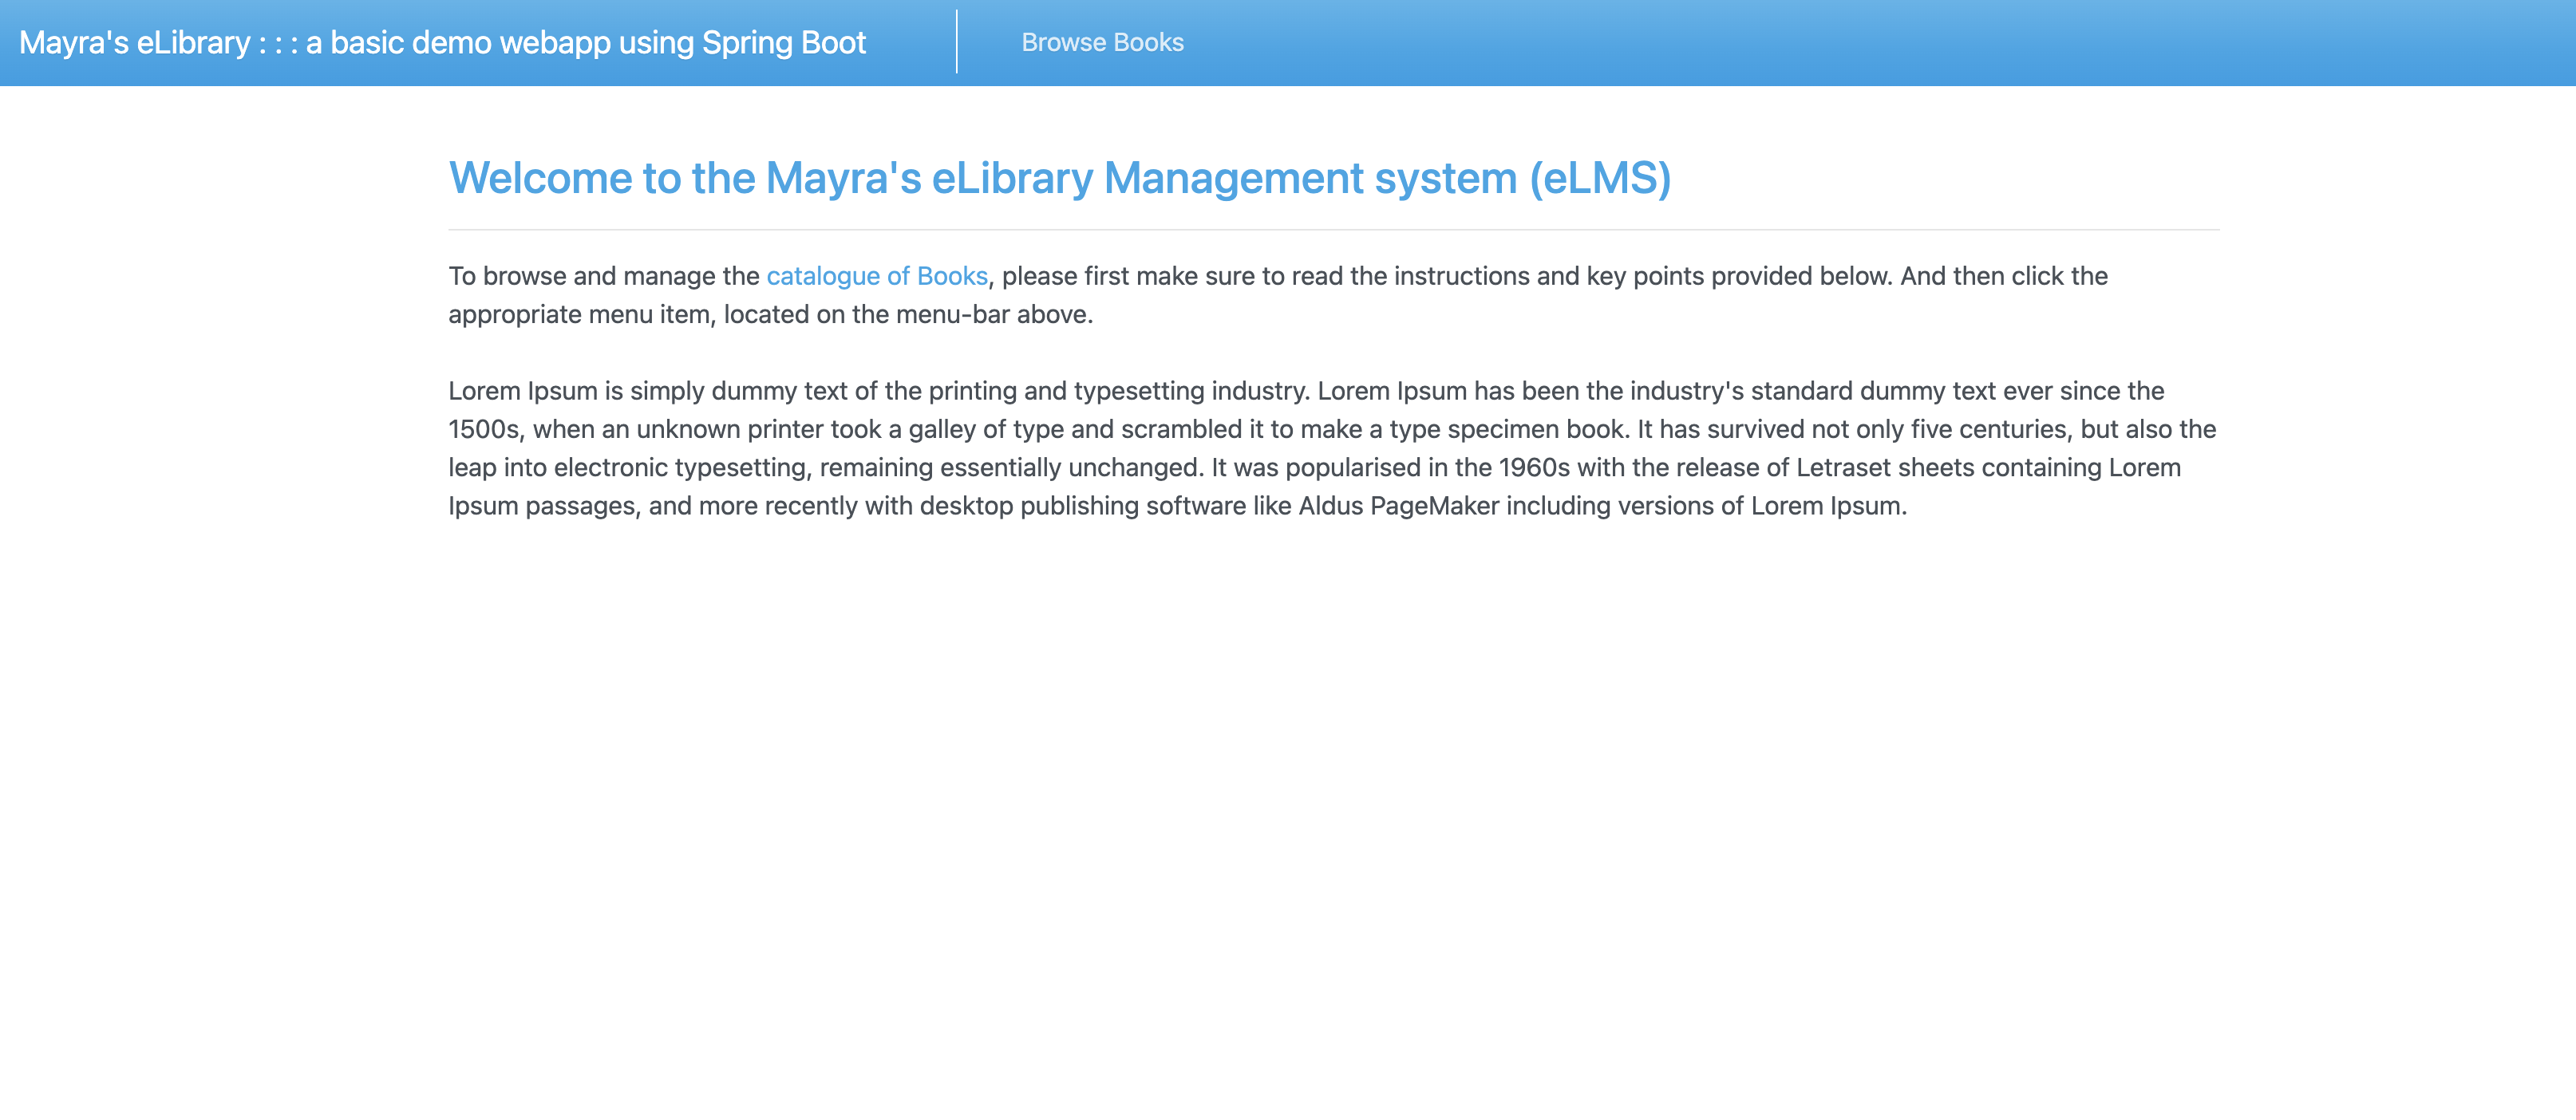 Mayra's eLibrary : : : a basic demo webapp using Spring Boot
Browse Books
Welcome to the Mayra's eLibrary Management system (eLMS)
To browse and manage the catalogue of Books, please first make sure to read the instructions and key points provided below. And then click the
appropriate menu item, located on the menu-bar above.
Lorem Ipsum is simply dummy text of the printing and typesetting industry. Lorem Ipsum has been the industry's standard dummy text ever since the
1500s, when an unknown printer took a galley of type and scrambled it to make a type specimen book. It has survived not only five centuries, but also the
leap into electronic typesetting, remaining essentially unchanged. It was popularised in the 1960s with the release of Letraset sheets containing Lorem
Ipsum passages, and more recently with desktop publishing software like Aldus PageMaker including versions of Lorem Ipsum.